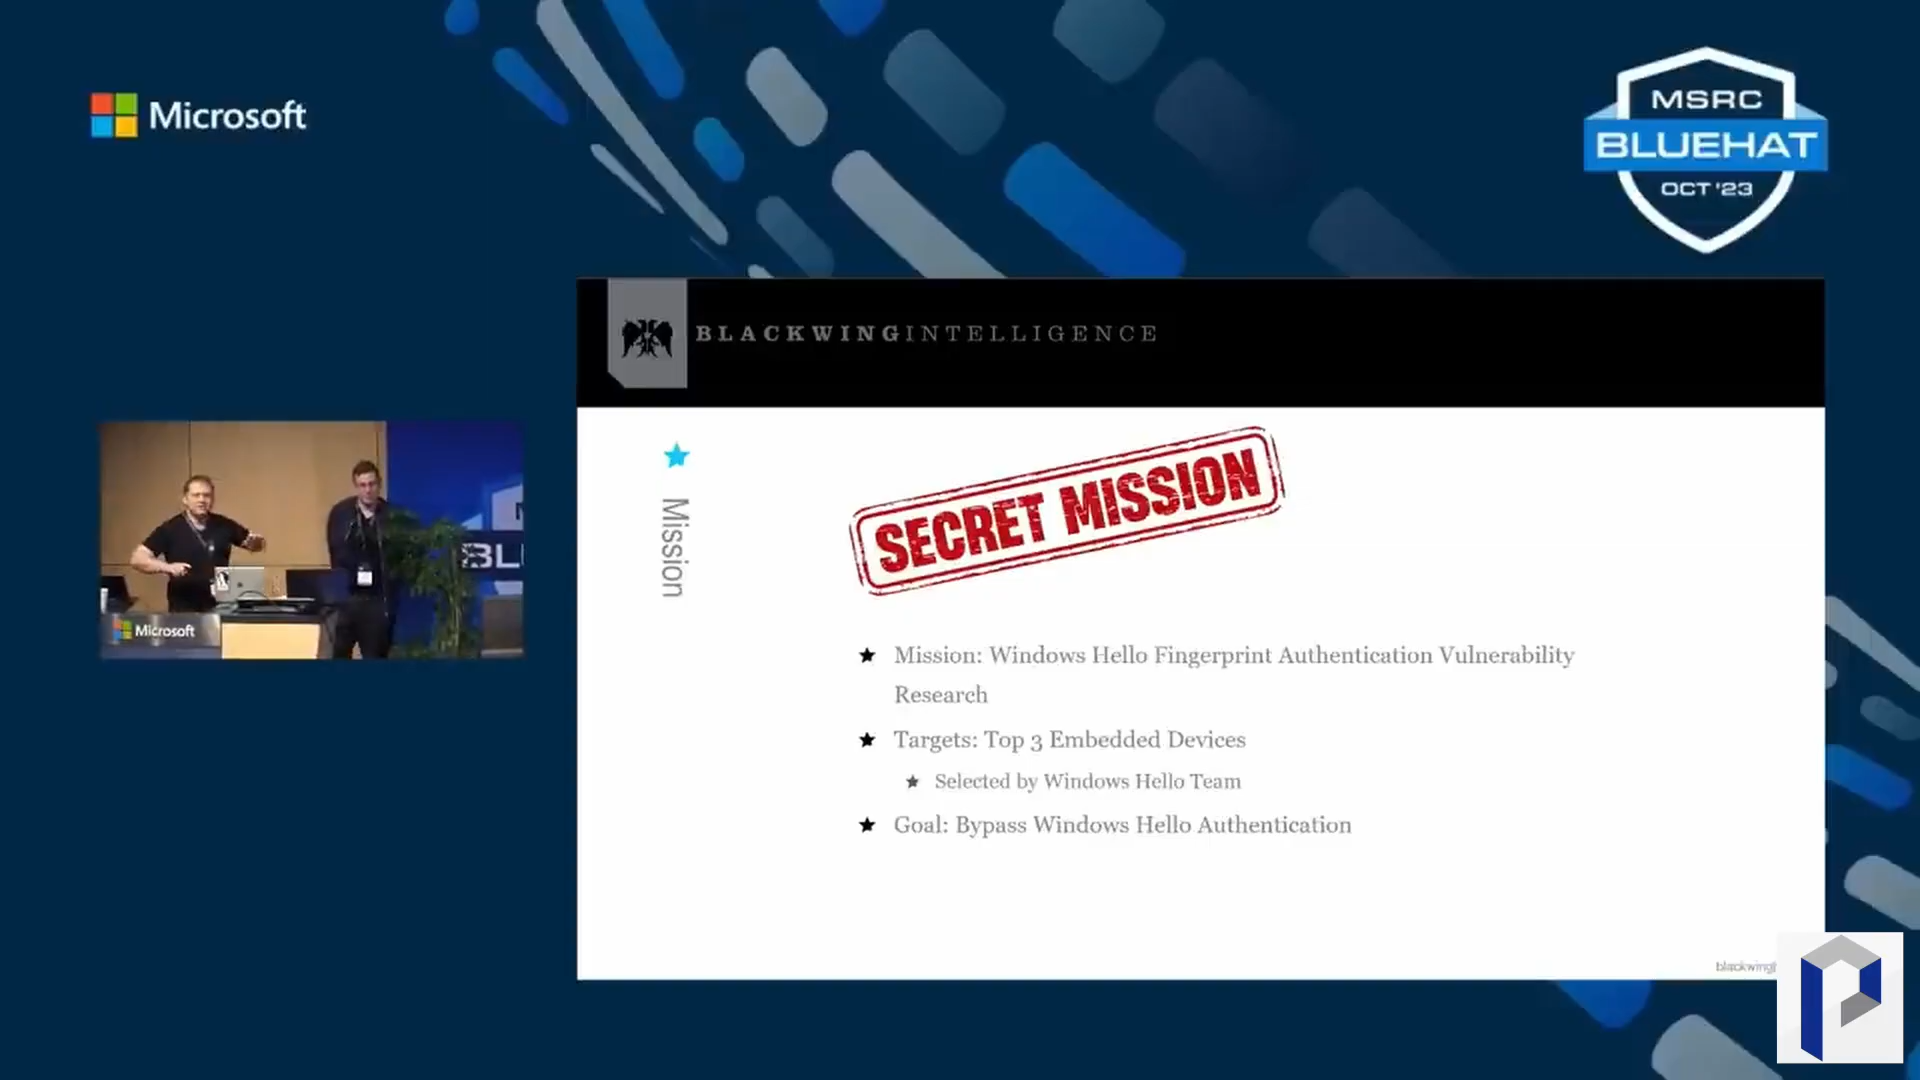 Microsoft
MSRC
BLUEHAT
OCT '23
BLACKWINGINTELLIGENCE
Mission
SECRET MISSION
Mission: Windows Hello Fingerprint Authentication Vulnerability
Research
Targets: Top 3 Embedded Devices
Selected by Windows Hello Team
Goal: Bypass Windows Hello Authentication
Microsoft
BLU